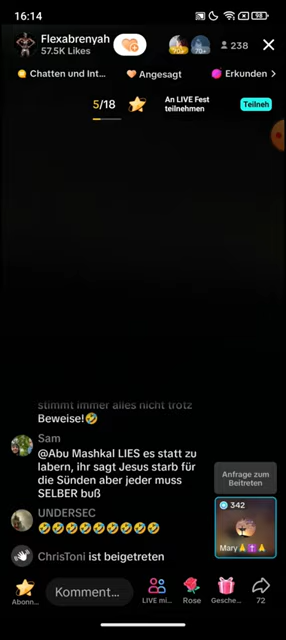 16:14
98
Flexabrenyah
57.5K Likes
70+
70+
238
Chatten und Int...
Angesagt
Erkunden >
5/18
An LIVE Fest
teilnehmen
Teilneh
stimmt immer alles nicht trotz
Beweise!🤣
Sam
@Abu Mashkal LIES es statt zu
labern, ihr sagt Jesus starb für
die Sünden aber jeder muss
SELBER buß
UNDERSEC
🤣🤣🤣🤣🤣🤣🤣🤣🤣🤣
ChrisToni ist beigetreten
Anfrage zum
Beitreten
342
Mary🙏✝️🙏
Komment...
Abonn...
LIVE mi...
Rose
Gesche...
72